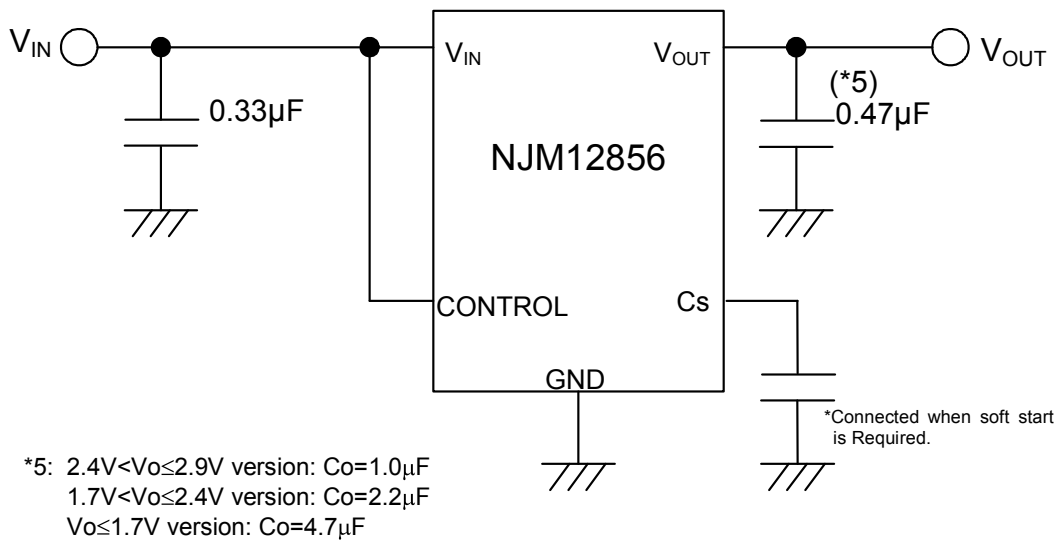 VIN
VIN
VOUT
VOUT
(*5)
0.33µF
0.47µF
NJM12856
CONTROL
Cs
GND
*Connected when soft start
is Required.
*5: 2.4V<Vo≤2.9V version: Co=1.0µF
1.7V<Vo≤2.4V version: Co=2.2µF
Vo≤1.7V version: Co=4.7µF